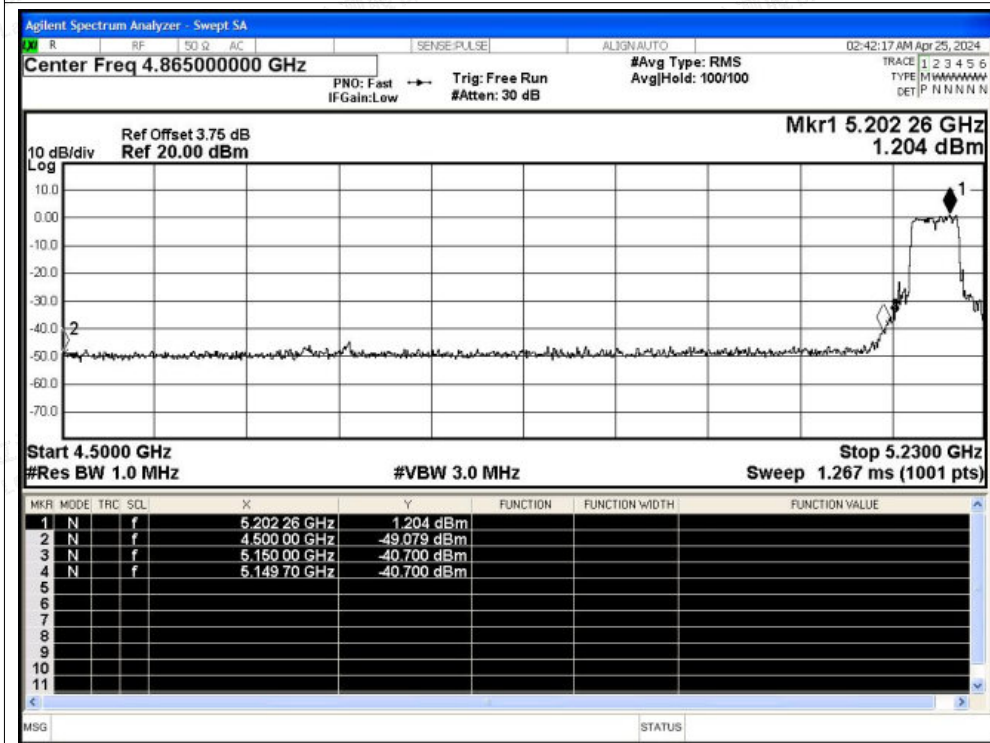 Agilent Spectrum Analyzer - Swept SA
LXI R RF 50 Ω AC SENSE:PULSE ALIGN AUTO 02:42:17 AM Apr 25, 2024
Center Freq 4.865000000 GHz #Avg Type: RMS TRACE 1 2 3 4 5 6
PNO: Fast Trig: Free Run Avg|Hold: 100/100 TYPE M WWWWW
IFGain:Low #Atten: 30 dB DET P N N N N N
Mkr1 5.202 26 GHz
Ref Offset 3.75 dB
10 dB/div Ref 20.00 dBm 1.204 dBm
Log
10.0
1
0.00
-10.0
-20.0
-30.0
-40.0
2
-50.0
-60.0
-70.0
Start 4.5000 GHz Stop 5.2300 GHz
#Res BW 1.0 MHz #VBW 3.0 MHz Sweep 1.267 ms (1001 pts)
MKR MODE TRC SCL X Y FUNCTION FUNCTION WIDTH FUNCTION VALUE
1 N f 5.202 26 GHz 1.204 dBm
2 N f 4.500 00 GHz -49.079 dBm
3 N f 5.150 00 GHz -40.700 dBm
4 N f 5.149 70 GHz -40.700 dBm
5
6
7
8
9
10
11
MSG STATUS